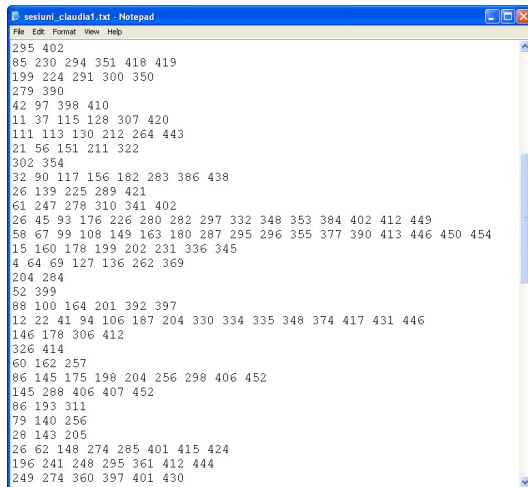 sesiuni_claudia1.txt - Notepad
File Edit Format View Help
295 402
85 230 294 351 418 419
199 224 291 300 350
279 390
42 97 398 410
11 37 115 128 307 420
111 113 130 212 264 443
21 56 151 211 322
302 354
32 90 117 156 182 283 386 438
26 139 225 289 421
61 247 278 310 341 402
26 45 93 176 226 280 282 297 332 348 353 384 402 412 449
58 67 99 108 149 163 180 287 295 296 355 377 390 413 446 450 454
15 160 178 199 202 231 336 345
4 64 69 127 136 262 369
204 284
52 399
88 100 164 201 392 397
12 22 41 94 106 187 204 330 334 335 348 374 417 431 446
146 178 306 412
326 414
60 162 257
86 145 175 198 204 256 298 406 452
145 288 406 407 452
86 193 311
79 140 256
28 143 205
26 62 148 274 285 401 415 424
196 241 248 295 361 412 444
249 274 360 397 401 430